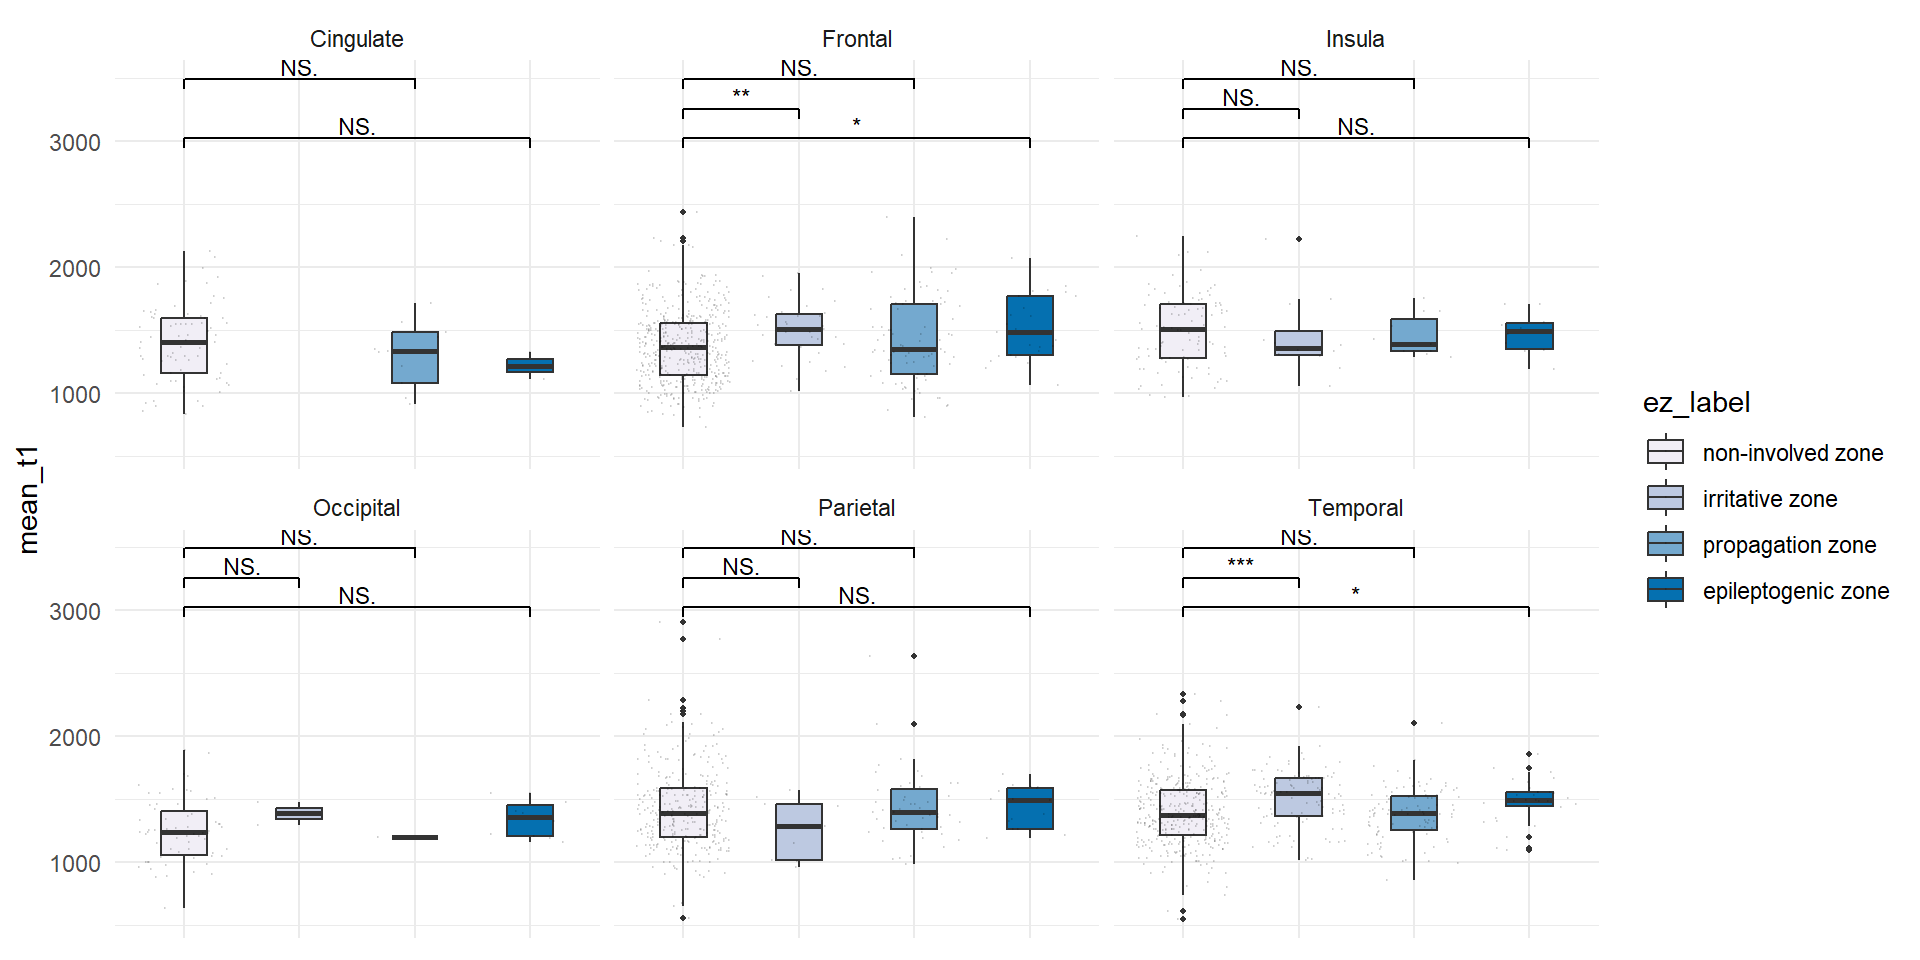 Cingulate
Frontal
Insula
NS.
NS.
NS.
**
NS.
NS.
*
NS.
3000
2000
1000
mean_t1
ez_label
non-involved zone
irritative zone
propagation zone
epileptogenic zone
Occipital
Parietal
Temporal
NS.
NS.
NS.
NS.
NS.
***
NS.
NS.
*
3000
2000
1000